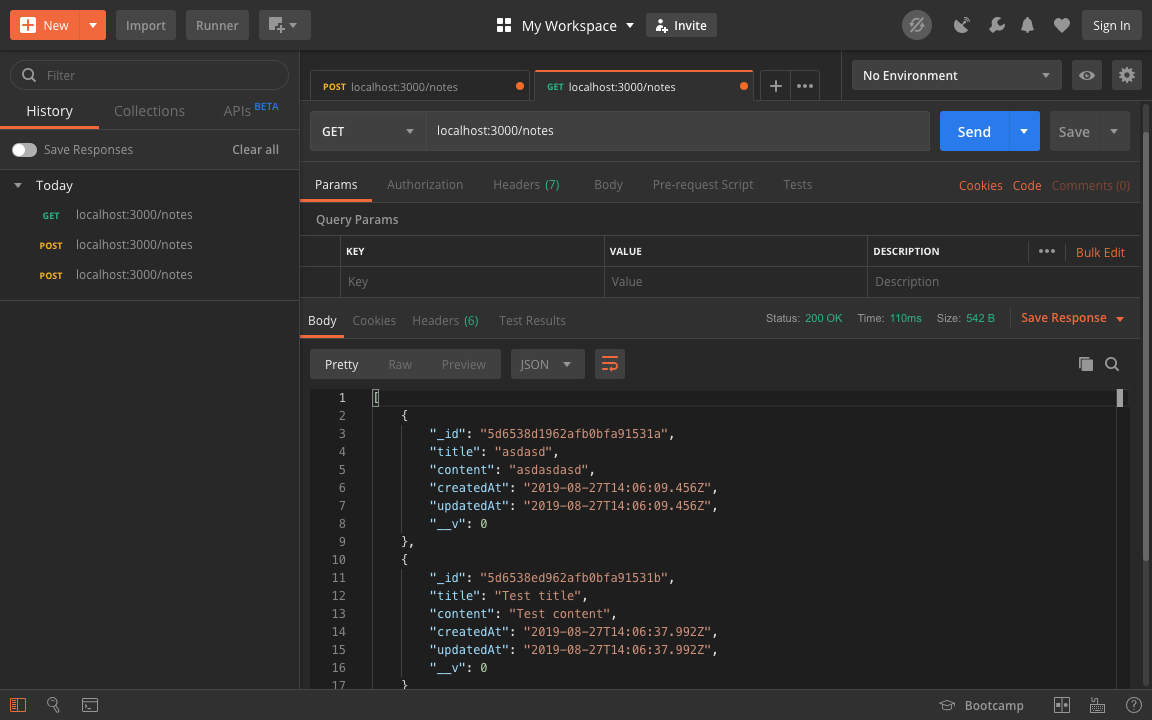 New Import Runner My Workspace Invite Sign In
Filter
History Collections APIs BETA
Save Responses Clear all
Today
GET localhost:3000/notes
POST localhost:3000/notes
POST localhost:3000/notes
POST localhost:3000/notes GET localhost:3000/notes No Environment
GET localhost:3000/notes Send Save
Params Authorization Headers (7) Body Pre-request Script Tests Cookies Code Comments (0)
Query Params
KEY VALUE DESCRIPTION Bulk Edit
Key Value Description
Body Cookies Headers (6) Test Results Status: 200 OK Time: 110ms Size: 542 B Save Response
Pretty Raw Preview JSON
1 [
2 {
3 "_id": "5d6538d1962afb0bfa91531a",
4 "title": "asdasd",
5 "content": "asdasdasd",
6 "createdAt": "2019-08-27T14:06:09.456Z",
7 "updatedAt": "2019-08-27T14:06:09.456Z",
8 "__v": 0
9 },
10 {
11 "_id": "5d6538ed962afb0bfa91531b",
12 "title": "Test title",
13 "content": "Test content",
14 "createdAt": "2019-08-27T14:06:37.992Z",
15 "updatedAt": "2019-08-27T14:06:37.992Z",
16 "__v": 0
17 }
Bootcamp